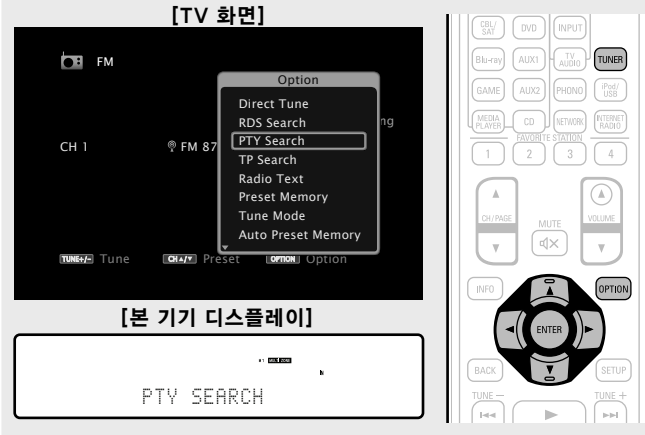 [TV 화면]
FM
Option
Direct Tune
RDS Search
ng
PTY Search
CH 1
FM 87
TP Search
Radio Text
Preset Memory
Tune Mode
Auto Preset Memory
TUNE+/- Tune
CH▲/▼ Preset
OPTION Option
[본 기기 디스플레이]
MULTI ZONE
PTY SEARCH
CBL/SAT
DVD
INPUT
Blu-ray
AUX1
TV AUDIO
TUNER
GAME
AUX2
PHONO
iPod/USB
MEDIA PLAYER
CD
NETWORK
INTERNET RADIO
FAVORITE STATION
1
2
3
4
CH/PAGE
MUTE
VOLUME
INFO
OPTION
ENTER
BACK
SETUP
TUNE −
TUNE +